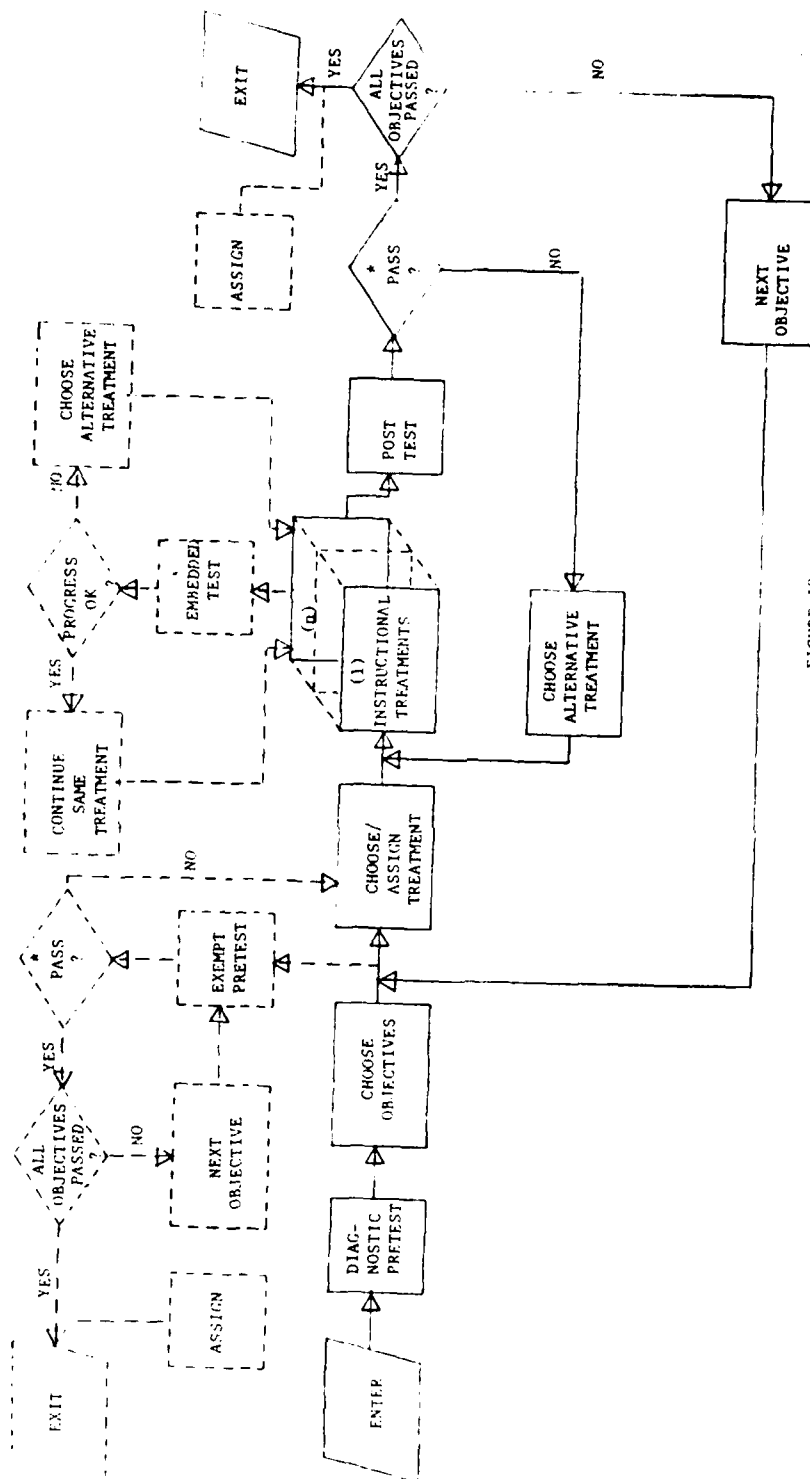 EXIT
YES
ALL
OBJECTIVES
PASSED
?
YES
*
PASS
?
NO
NO
ASSIGN
NEXT
OBJECTIVE
EXEMPT
PRETEST
CONTINUE
SAME
TREATMENT
YES
PROGRESS
OK
?
NO
CHOOSE
ALTERNATIVE
TREATMENT
EMBEDDED
TEST
ASSIGN
EXIT
YES
ENTER
DIAG-
NOSTIC
PRETEST
CHOOSE
OBJECTIVES
CHOOSE/
ASSIGN
TREATMENT
(n)
(1)
INSTRUCTIONAL
TREATMENTS
POST
TEST
*
PASS
?
YES
ALL
OBJECTIVES
PASSED
?
NO
NO
CHOOSE
ALTERNATIVE
TREATMENT
NEXT
OBJECTIVE